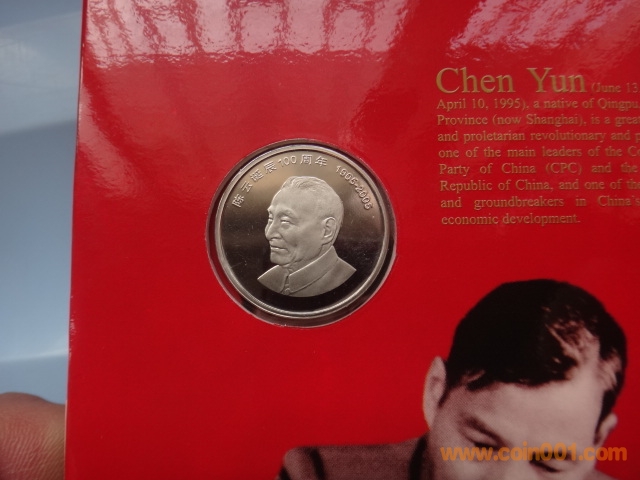 陈云诞辰100周年 1905-2005
Chen Yun (June 13
April 10, 1995), a native of Qingpu
Province (now Shanghai), is a great
and proletarian revolutionary and
one of the main leaders of the C
Party of China (CPC) and the
Republic of China, and one of th
and groundbreakers in China's
economic development.
www.coin001.com